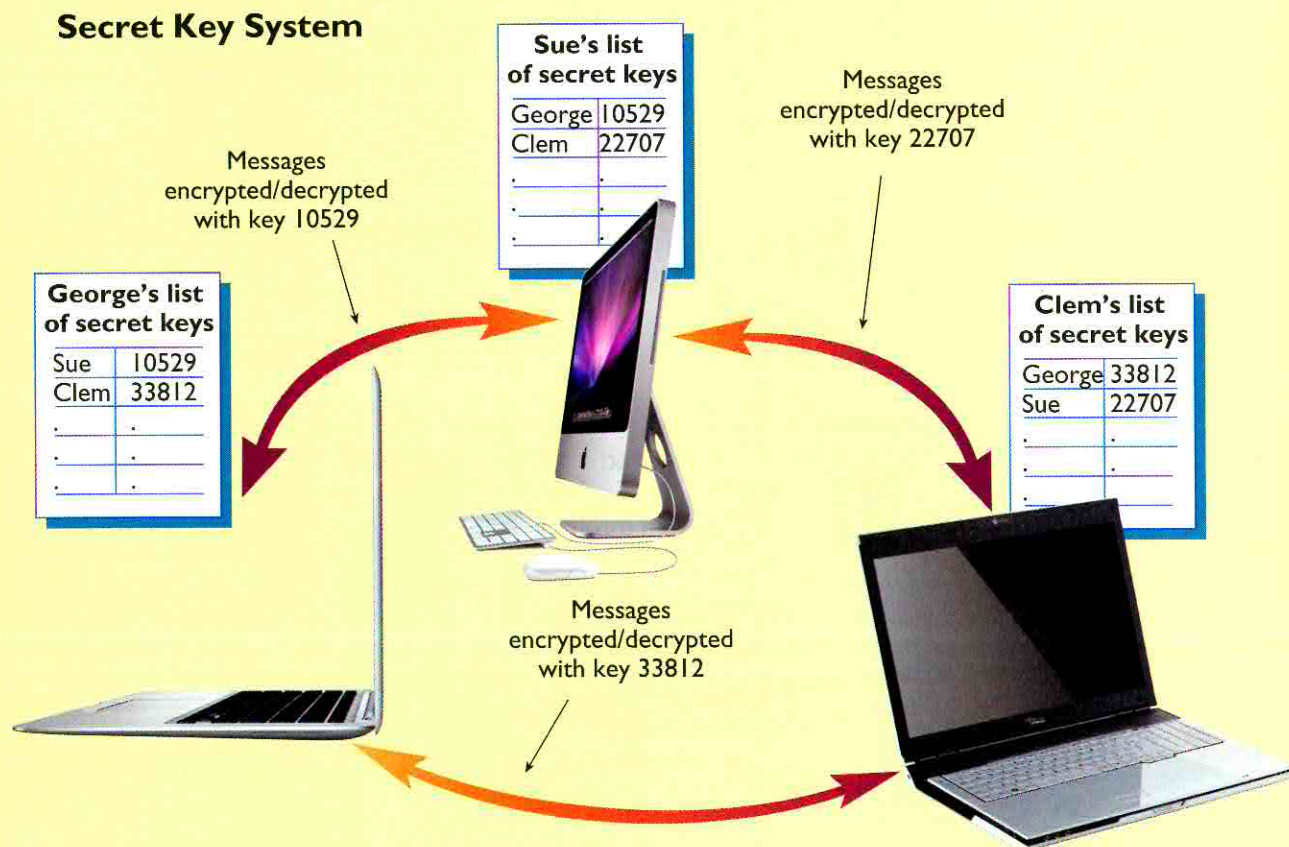 Secret Key System
Sue's list
of secret keys
George 10529
Clem 22707
. .
. .
. .
Messages
encrypted/decrypted
with key 22707
Messages
encrypted/decrypted
with key 10529
George's list
of secret keys
Sue 10529
Clem 33812
. .
. .
. .
Clem's list
of secret keys
George 33812
Sue 22707
. .
. .
.
Messages
encrypted/decrypted
with key 33812